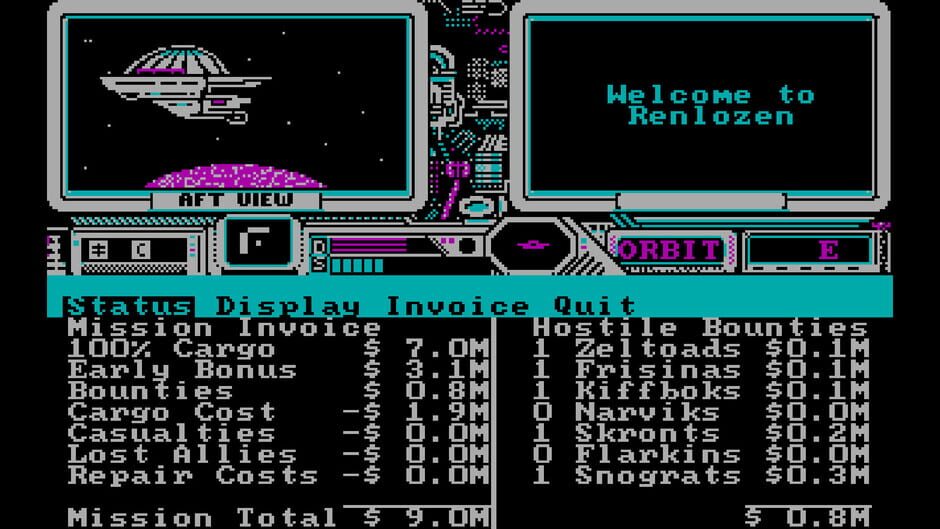 Welcome to
Renlozen
AFT VIEW
D
S
ORBIT
E
Status Display Invoice Quit
Mission Invoice
100% Cargo $ 7.0M
Early Bonus $ 3.1M
Bounties $ 0.8M
Cargo Cost -$ 1.9M
Casualties -$ 0.0M
Lost Allies -$ 0.0M
Repair Costs -$ 0.0M
Mission Total $ 9.0M
Hostile Bounties
1 Zeltoads $0.1M
1 Frisinas $0.1M
1 Kiffboks $0.1M
0 Narviks $0.0M
1 Skronts $0.2M
0 Flarkins $0.0M
1 Snograts $0.3M
$ 0.8M